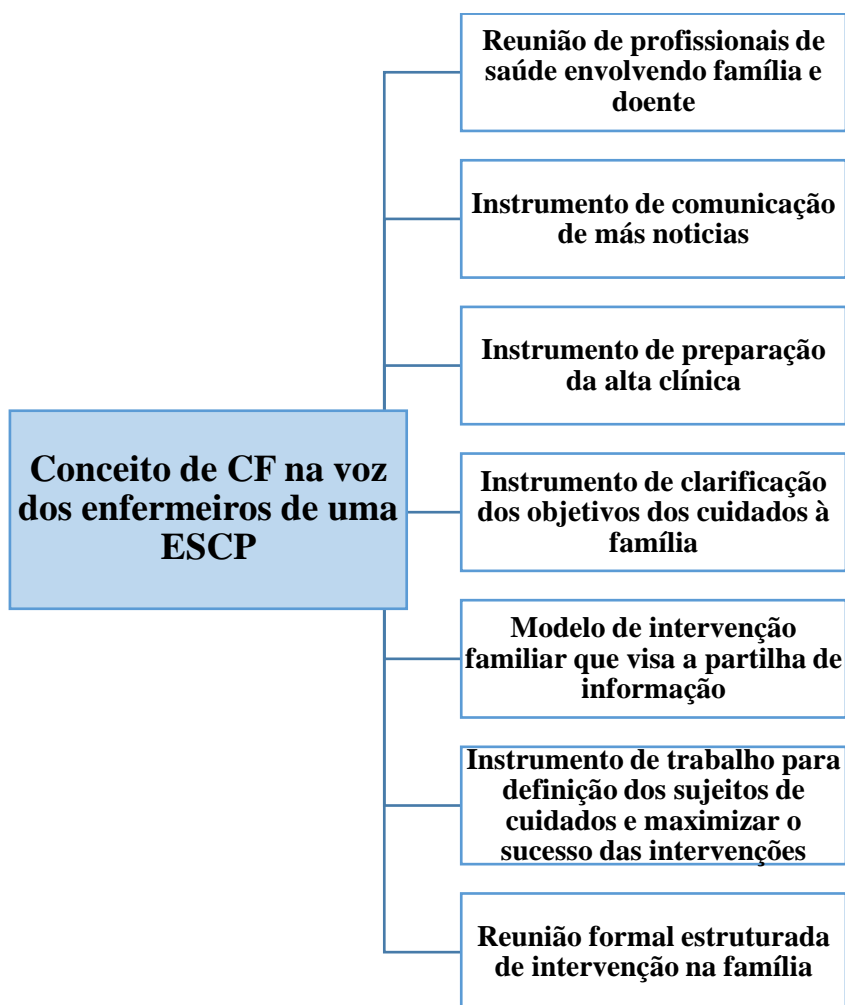 Reunião de profissionais de
saúde envolvendo família e
doente
Instrumento de comunicação
de más noticias
Instrumento de preparação
da alta clínica
Conceito de CF na voz
dos enfermeiros de uma
ESCP
Instrumento de clarificação
dos objetivos dos cuidados à
família
Modelo de intervenção
familiar que visa a partilha de
informação
Instrumento de trabalho para
definição dos sujeitos de
cuidados e maximizar o
sucesso das intervenções
Reunião formal estruturada
de intervenção na família